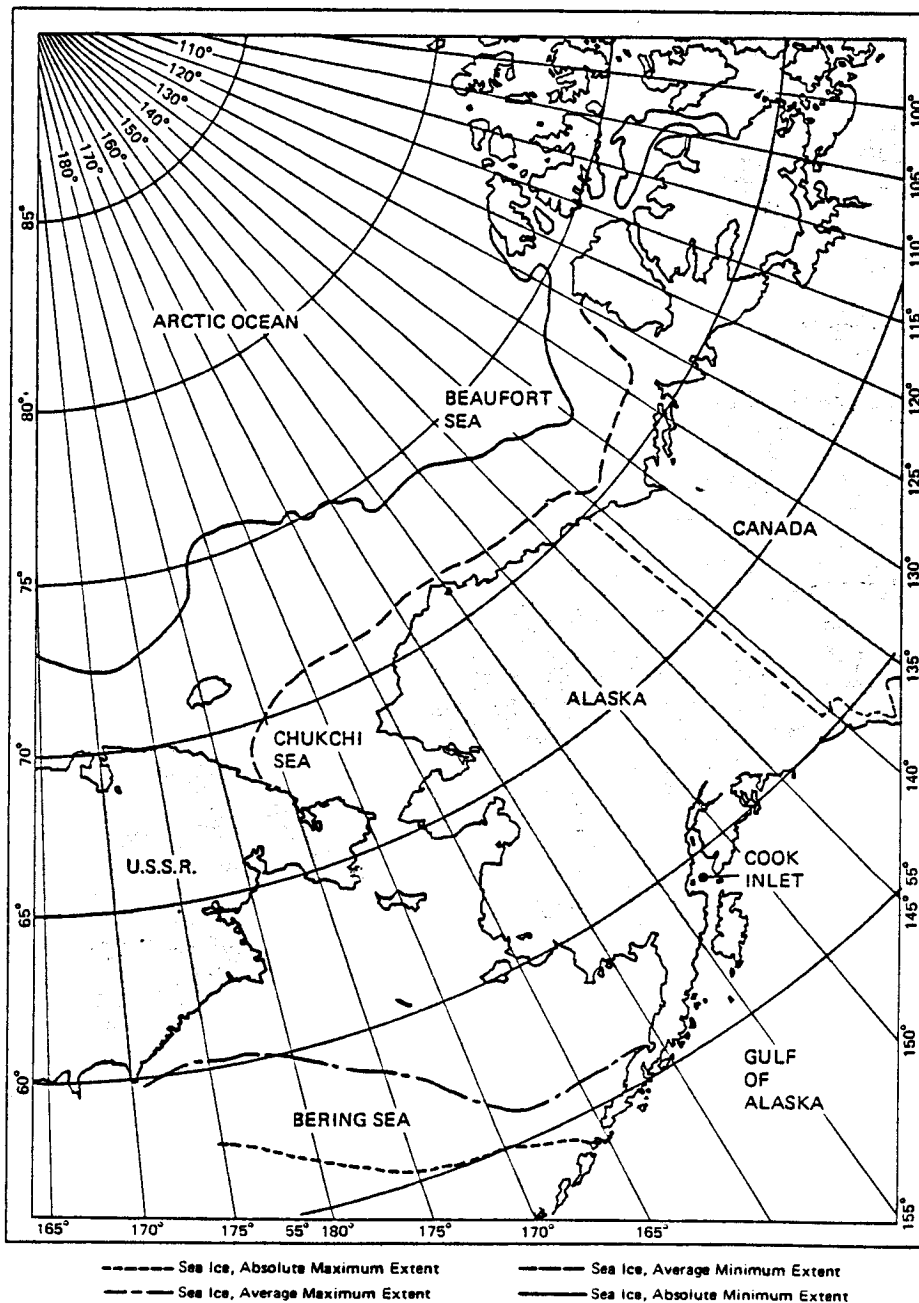 110°
120°
130°
140°
150°
160°
170°
180°
100°
105°
110°
115°
120°
125°
130°
135°
140°
55°
145°
150°
155°
85°
80°
75°
70°
65°
60°
ARCTIC OCEAN
BEAUFORT
SEA
CANADA
ALASKA
CHUKCHI
SEA
U.S.S.R.
COOK
INLET
GULF
OF
ALASKA
BERING SEA
165°
170°
175°
55°
180°
175°
170°
165°
Sea Ice, Absolute Maximum Extent
Sea Ice, Average Minimum Extent
Sea Ice, Average Maximum Extent
Sea Ice, Absolute Minimum Extent